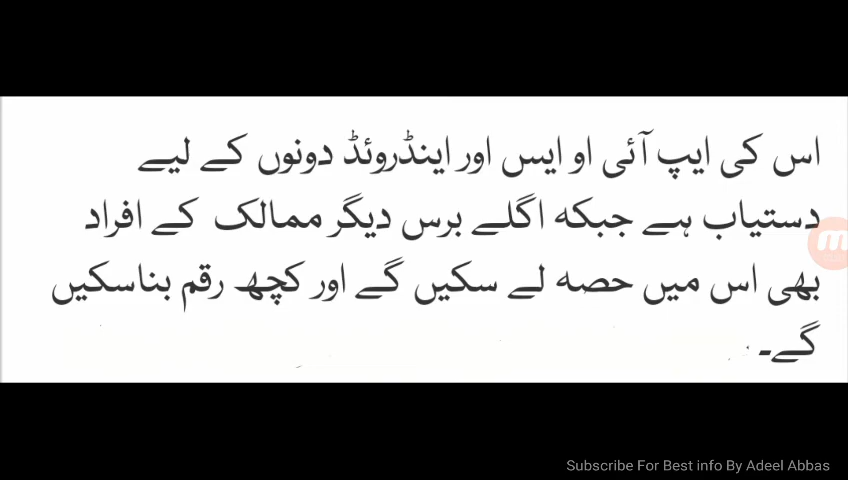 اس کی ایپ آئی او ایس اور اینڈروئڈ دونوں کے لیے
دستیاب ہے جبکہ اگلے برس دیگر ممالک کے افراد
بھی اس میں حصہ لے سکیں گے اور کچھ رقم بناسکیں
گے۔
Subscribe For Best info By Adeel Abbas